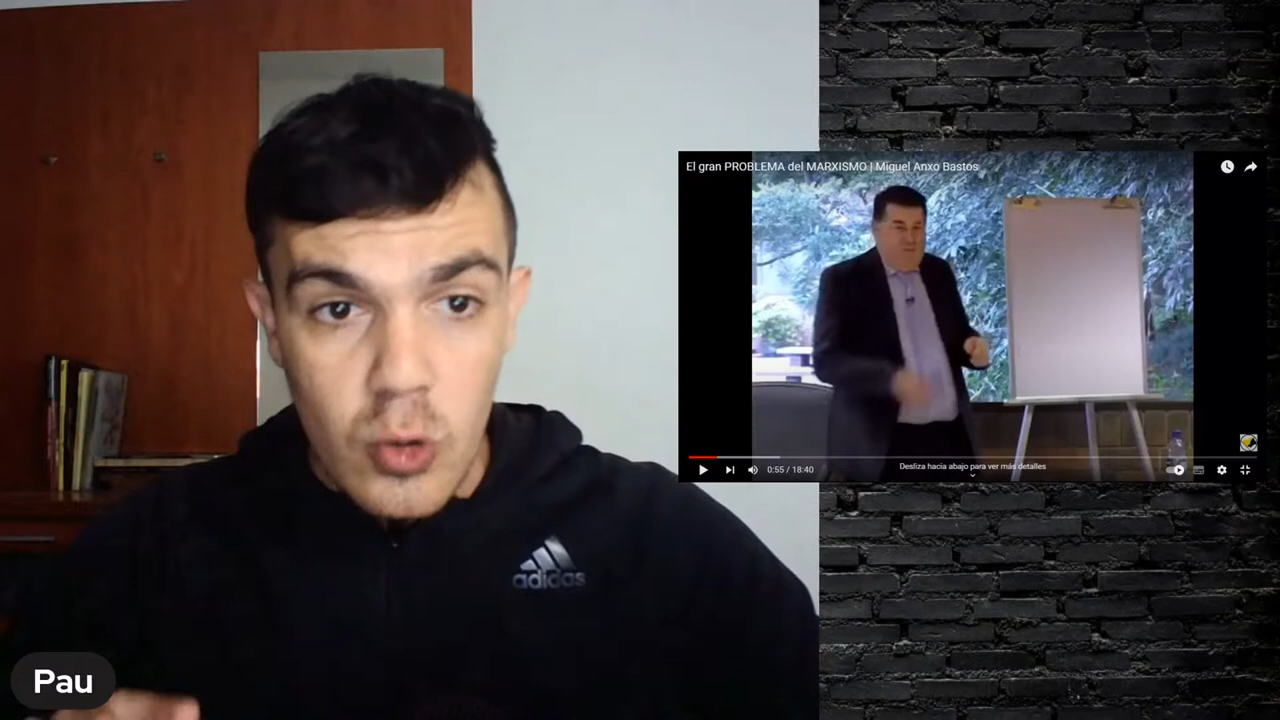 El gran PROBLEMA del MARXISMO | Miguel Anxo Bastos
adidas
0:55 / 18:40
Desliza hacia abajo para ver más detalles
Pau